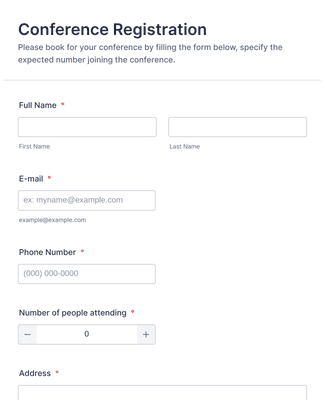 Conference Registration
Please book for your conference by filling the form below, specify the
expected number joining the conference.
Full Name *
First Name Last Name
E-mail *
ex: myname@example.com
example@example.com
Phone Number *
(000) 000-0000
Number of people attending *
− 0 +
Address *